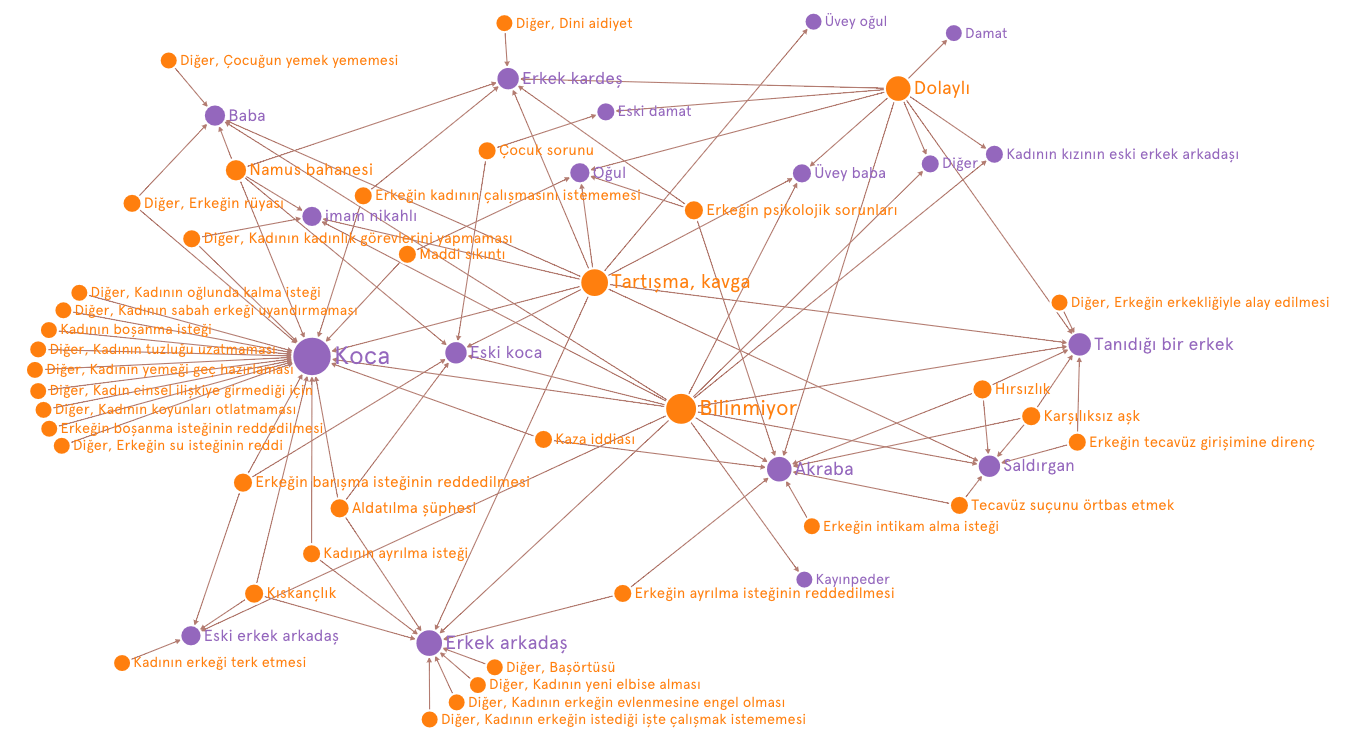 Diğer, Dini aidiyet
Üvey oğul
Damat
Diğer, Çocuğun yemek yememesi
Erkek kardeş
Dolaylı
Eski damat
Baba
Çocuk sorunu
Kadının kızının eski erkek arkadaşı
Diğer
Namus bahanesi
Oğul
Üvey baba
Erkeğin kadının çalışmasını istememesi
Diğer, Erkeğin rüyası
Erkeğin psikolojik sorunları
imam nikahlı
Diğer, Kadının kadınlık görevlerini yapmaması
Maddi sıkıntı
Tartışma, kavga
Diğer, Kadının oğlunda kalma isteği
Diğer, Erkeğin erkekliğiyle alay edilmesi
Diğer, Kadının sabah erkeği uyandırmaması
Kadının boşanma isteği
Tanıdığı bir erkek
Diğer, Kadının tuzluğu uzatmaması
Koca
Eski koca
Diğer, Kadının yemeği geç hazırlaması
Diğer, Kadın cinsel ilişkiye girmediği için
Hırsızlık
Diğer, Kadının koyunları otlatmaması
Bilinmiyor
Karşılıksız aşk
Erkeğin boşanma isteğinin reddedilmesi
Kaza iddiası
Erkeğin tecavüz girişimine direnç
Diğer, Erkeğin su isteğinin reddi
Akraba
Saldırgan
Erkeğin barışma isteğinin reddedilmesi
Aldatılma şüphesi
Tecavüz suçunu örtbas etmek
Erkeğin intikam alma isteği
Kadının ayrılma isteği
Kayınpeder
Kıskançlık
Erkeğin ayrılma isteğinin reddedilmesi
Eski erkek arkadaş
Erkek arkadaş
Kadının erkeği terk etmesi
Diğer, Başörtüsü
Diğer, Kadının yeni elbise alması
Diğer, Kadının erkeğin evlenmesine engel olması
Diğer, Kadının erkeğin istediği işte çalışmak istememesi